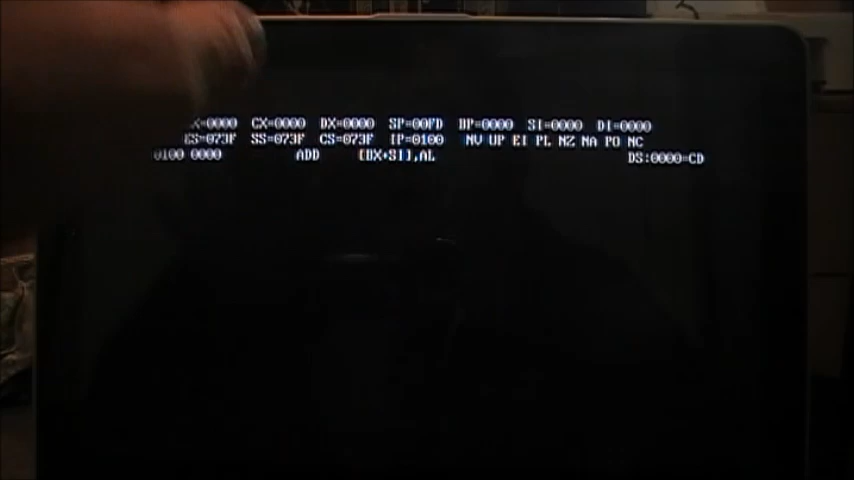 =0000 CX=0000 DX=0000 SP=00FD BP=0000 SI=0000 DI=0000
ES=073F SS=073F CS=073F IP=0100 NV UP EI PL NZ NA PO NC
0100 0000 ADD [BX+SI],AL DS:0000=CD